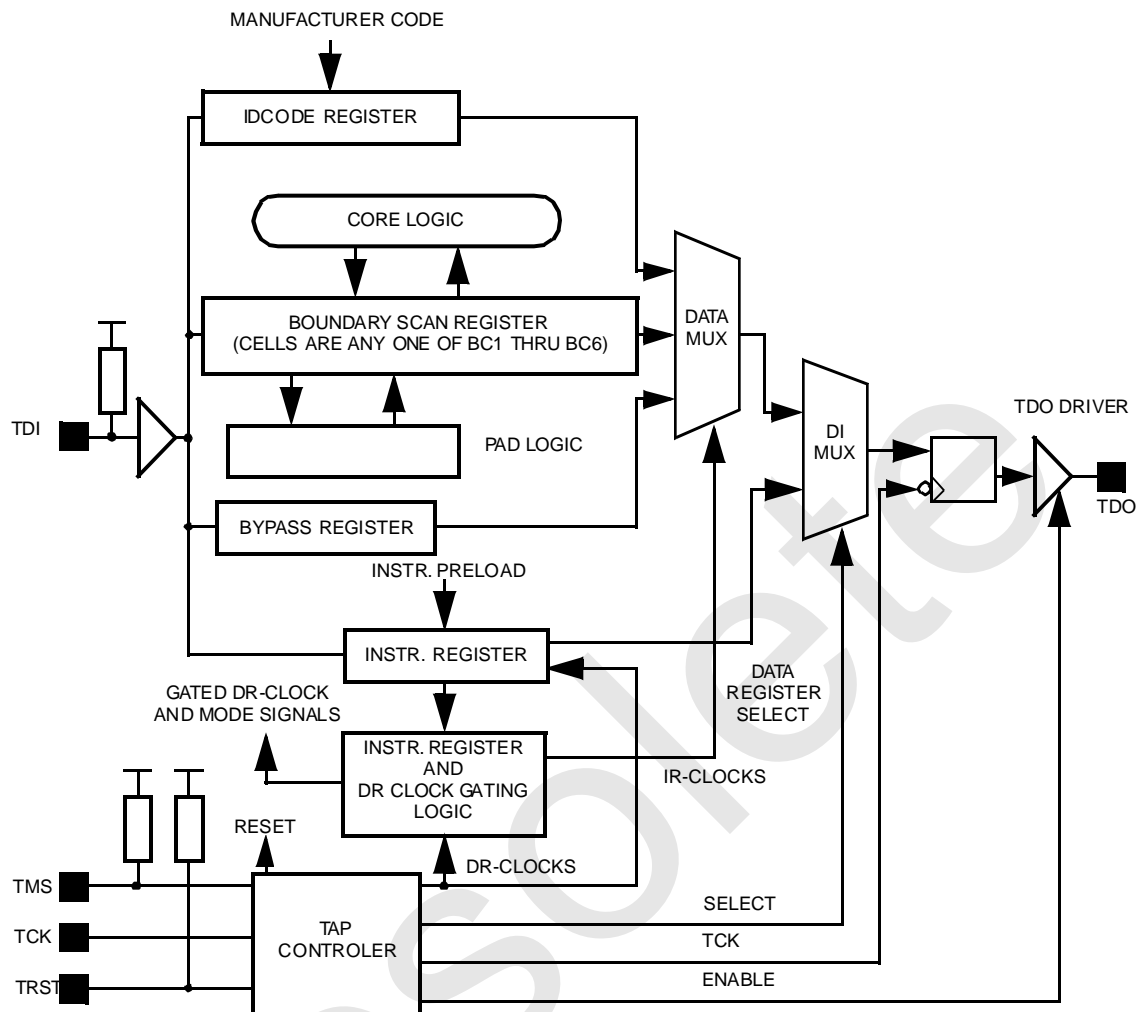 MANUFACTURER CODE
IDCODE REGISTER
CORE LOGIC
BOUNDARY SCAN REGISTER
(CELLS ARE ANY ONE OF BC1 THRU BC6)
DATA
MUX
TDI
PAD LOGIC
DI
MUX
TDO DRIVER
TDO
BYPASS REGISTER
INSTR. PRELOAD
INSTR. REGISTER
DATA
REGISTER
SELECT
GATED DR-CLOCK
AND MODE SIGNALS
INSTR. REGISTER
AND
DR CLOCK GATING
LOGIC
IR-CLOCKS
RESET
DR-CLOCKS
TMS
TCK
TRST
TAP
CONTROLER
SELECT
TCK
ENABLE
solete